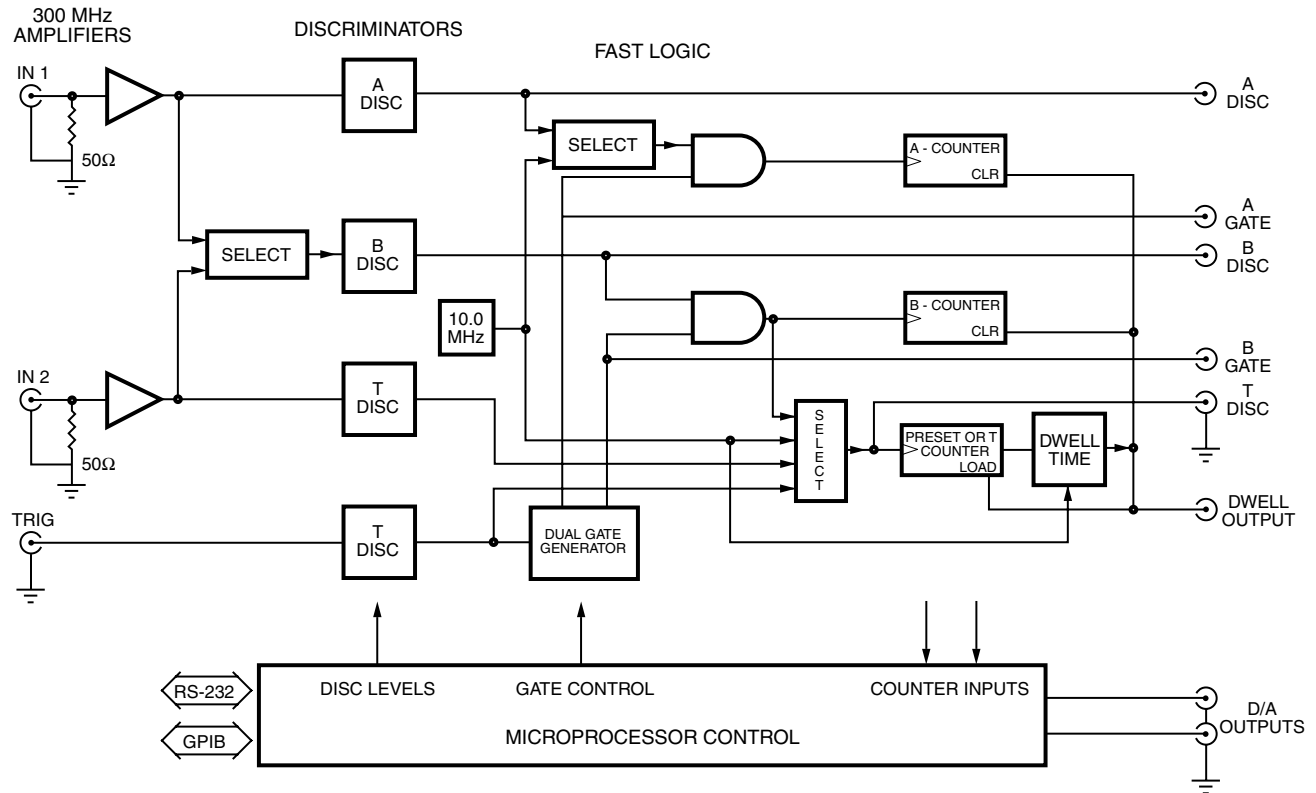 300 MHz
AMPLIFIERS
DISCRIMINATORS
FAST LOGIC
IN 1
50Ω
A
DISC
SELECT
A - COUNTER
CLR
A
DISC
A
GATE
SELECT
B
DISC
B
DISC
10.0
MHz
B - COUNTER
CLR
B
GATE
IN 2
50Ω
T
DISC
SELECT
PRESET OR T
COUNTER
LOAD
DWELL
TIME
T
DISC
DWELL
OUTPUT
TRIG
T
DISC
DUAL GATE
GENERATOR
RS-232
GPIB
DISC LEVELS
GATE CONTROL
COUNTER INPUTS
MICROPROCESSOR CONTROL
D/A
OUTPUTS